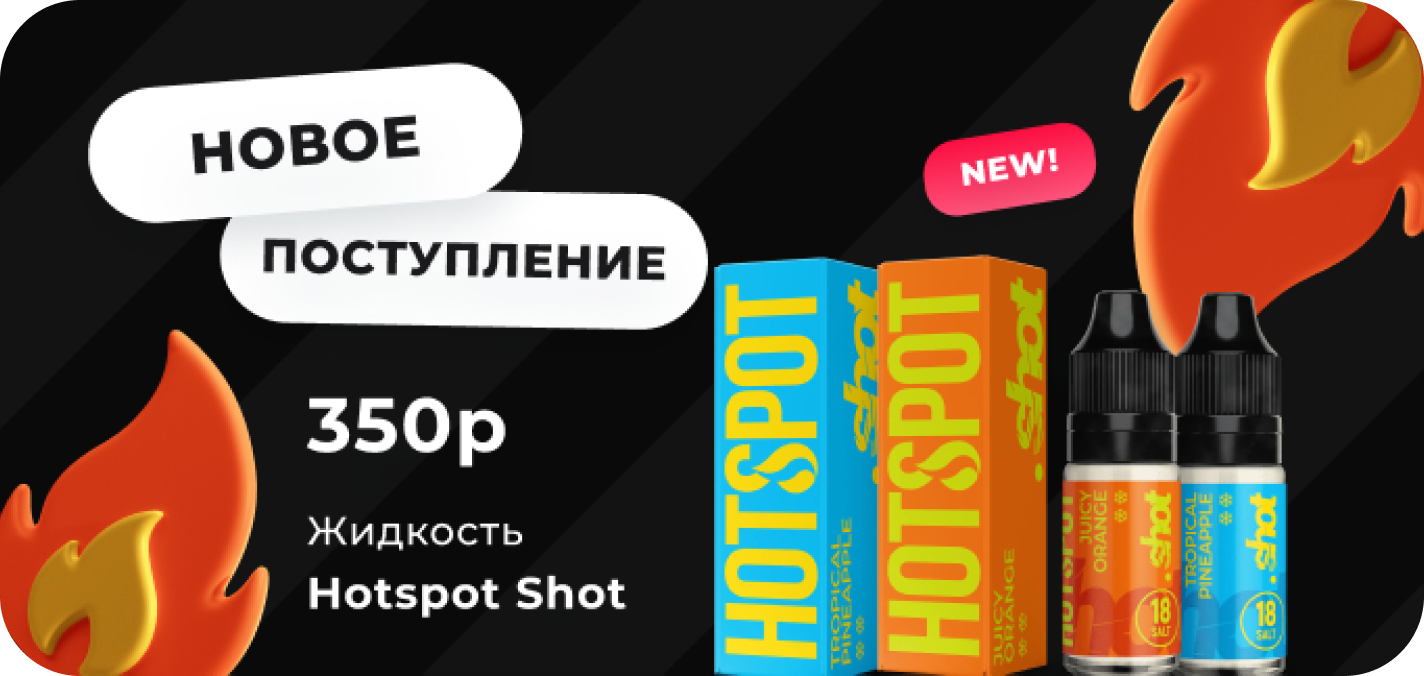 НОВОЕ
ПОСТУПЛЕНИЕ
NEW!
350р
Жидкость
Hotspot Shot
HOTSPOT
.shot
TROPICAL
PINEAPPLE
HOTSPOT
.shot
JUICY
ORANGE
HOTSPOT
JUICY
ORANGE
.shot
18
SALT
TROPICAL
PINEAPPLE
.shot
18
SALT